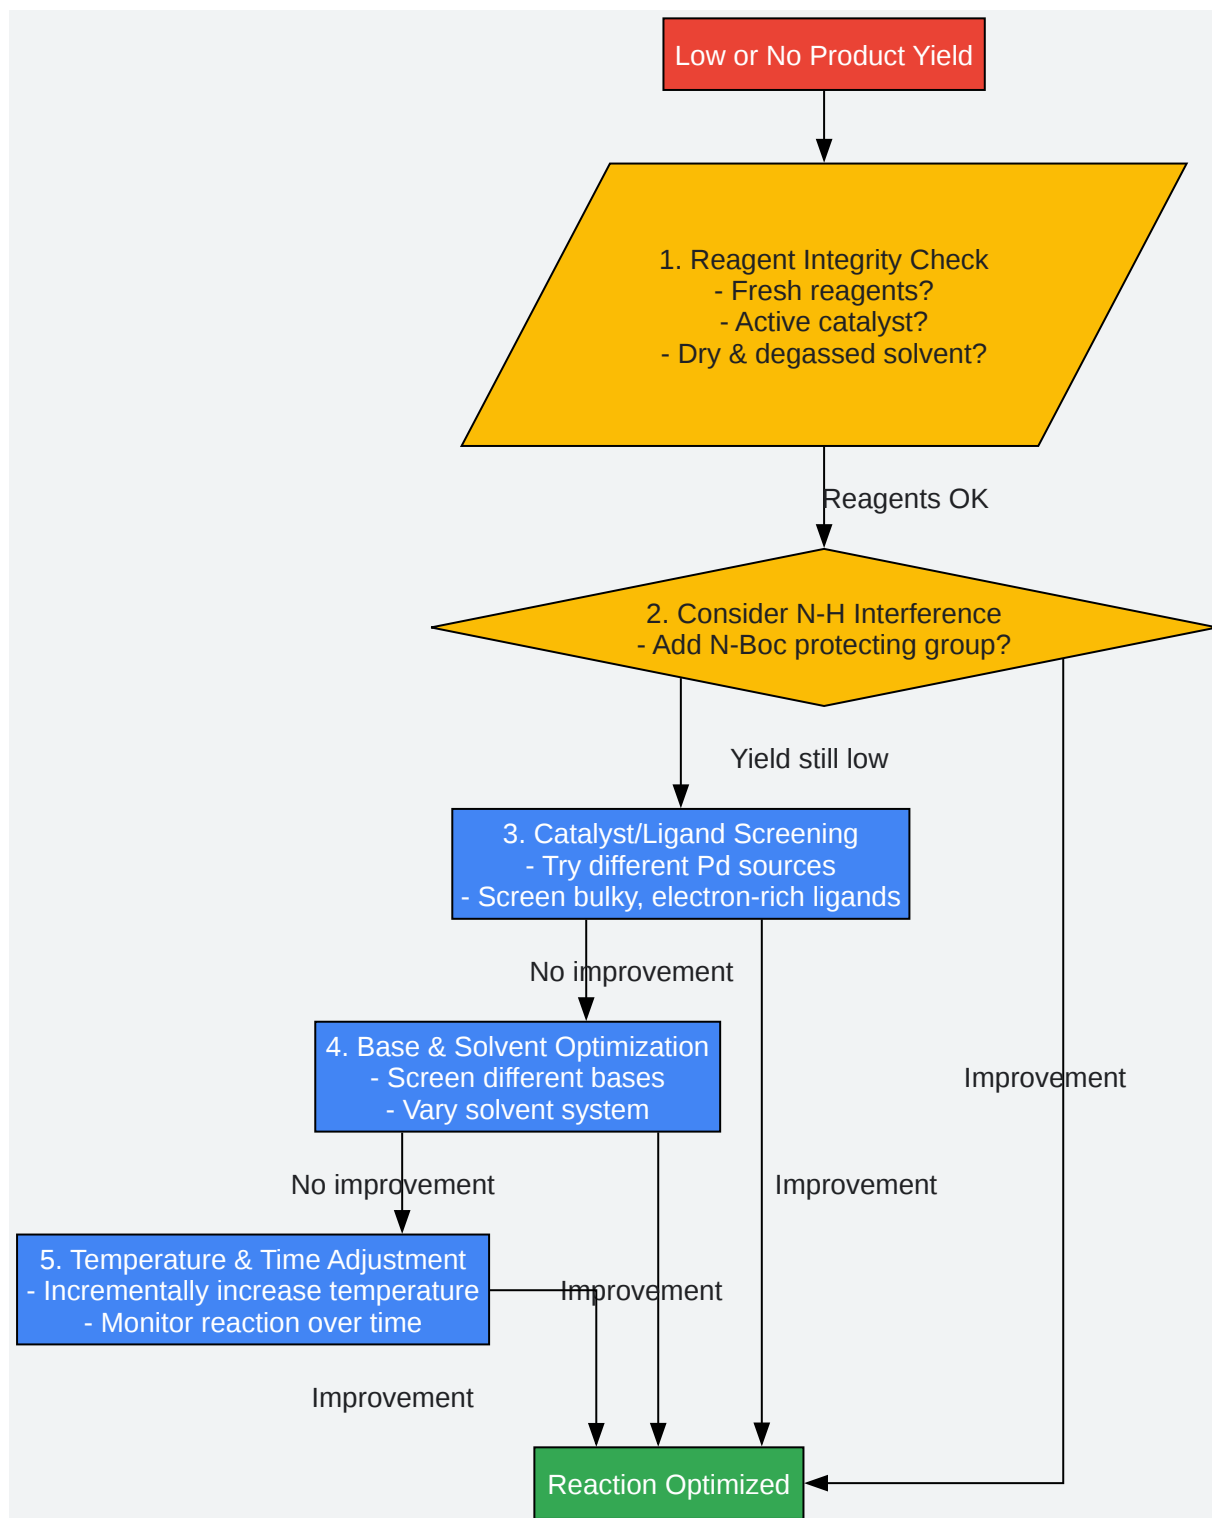 Low or No Product Yield
1. Reagent Integrity Check
- Fresh reagents?
- Active catalyst?
- Dry & degassed solvent?
Reagents OK
2. Consider N-H Interference
- Add N-Boc protecting group?
Yield still low
3. Catalyst/Ligand Screening
- Try different Pd sources
- Screen bulky, electron-rich ligands
No improvement
4. Base & Solvent Optimization
- Screen different bases
- Vary solvent system
Improvement
No improvement
Improvement
5. Temperature & Time Adjustment
- Incrementally increase temperature
- Monitor reaction over time
Improvement
Improvement
Reaction Optimized